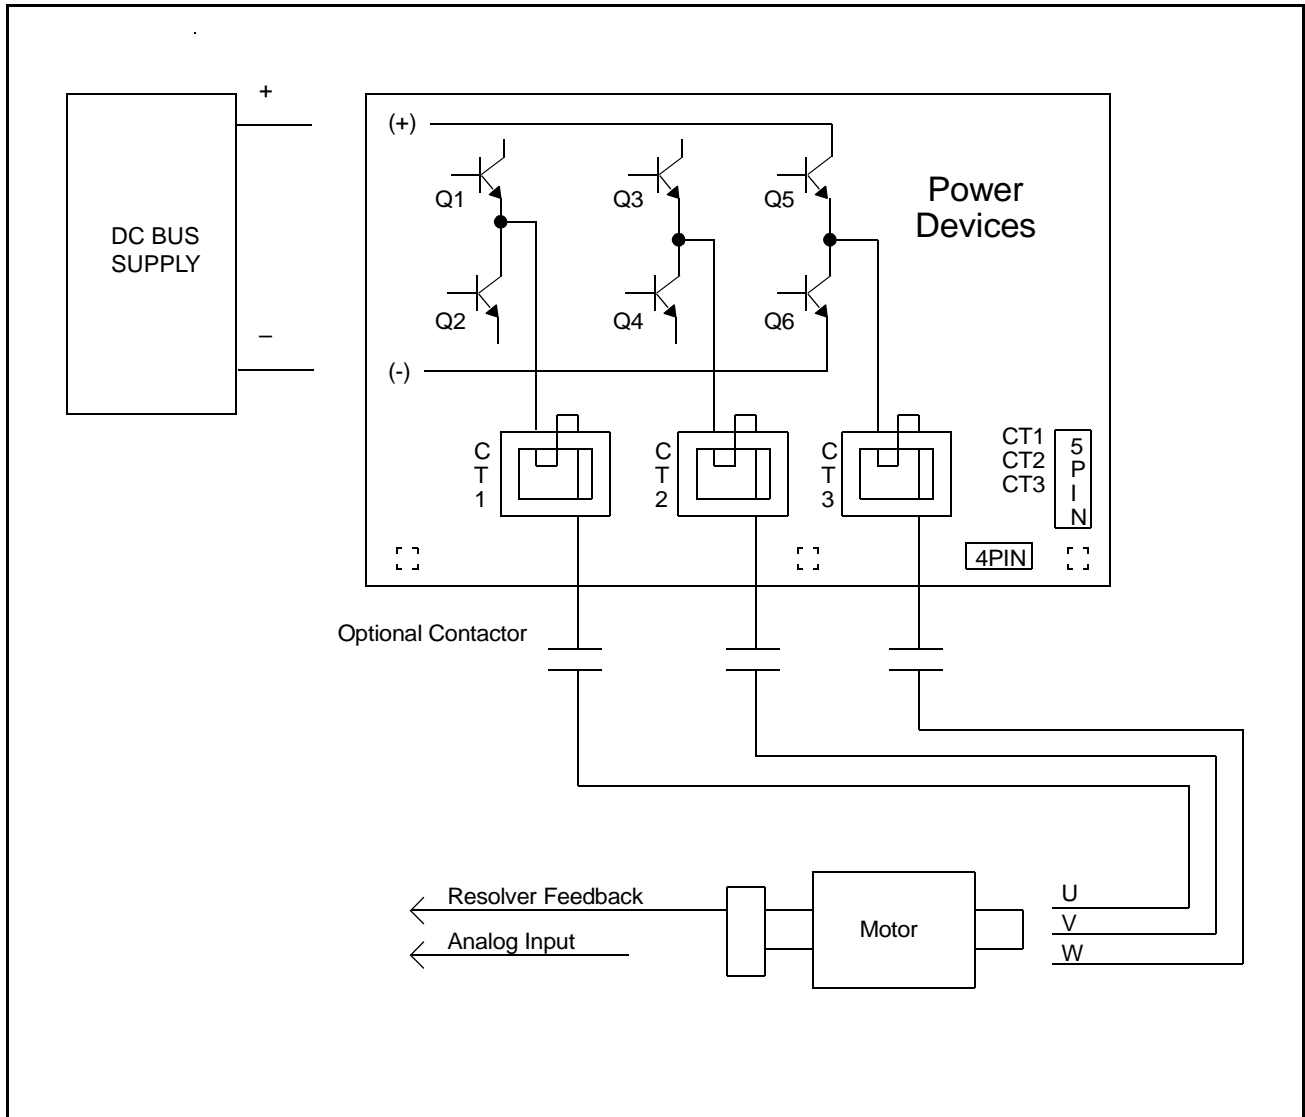 +
DC BUS
SUPPLY
–
(+)
Q1
Q3
Q5
Power
Devices
Q2
Q4
Q6
(-)
C
T
1
C
T
2
C
T
3
CT1
CT2
CT3
5
P
I
N
4PIN
Optional Contactor
Resolver Feedback
Analog Input
Motor
U
V
W